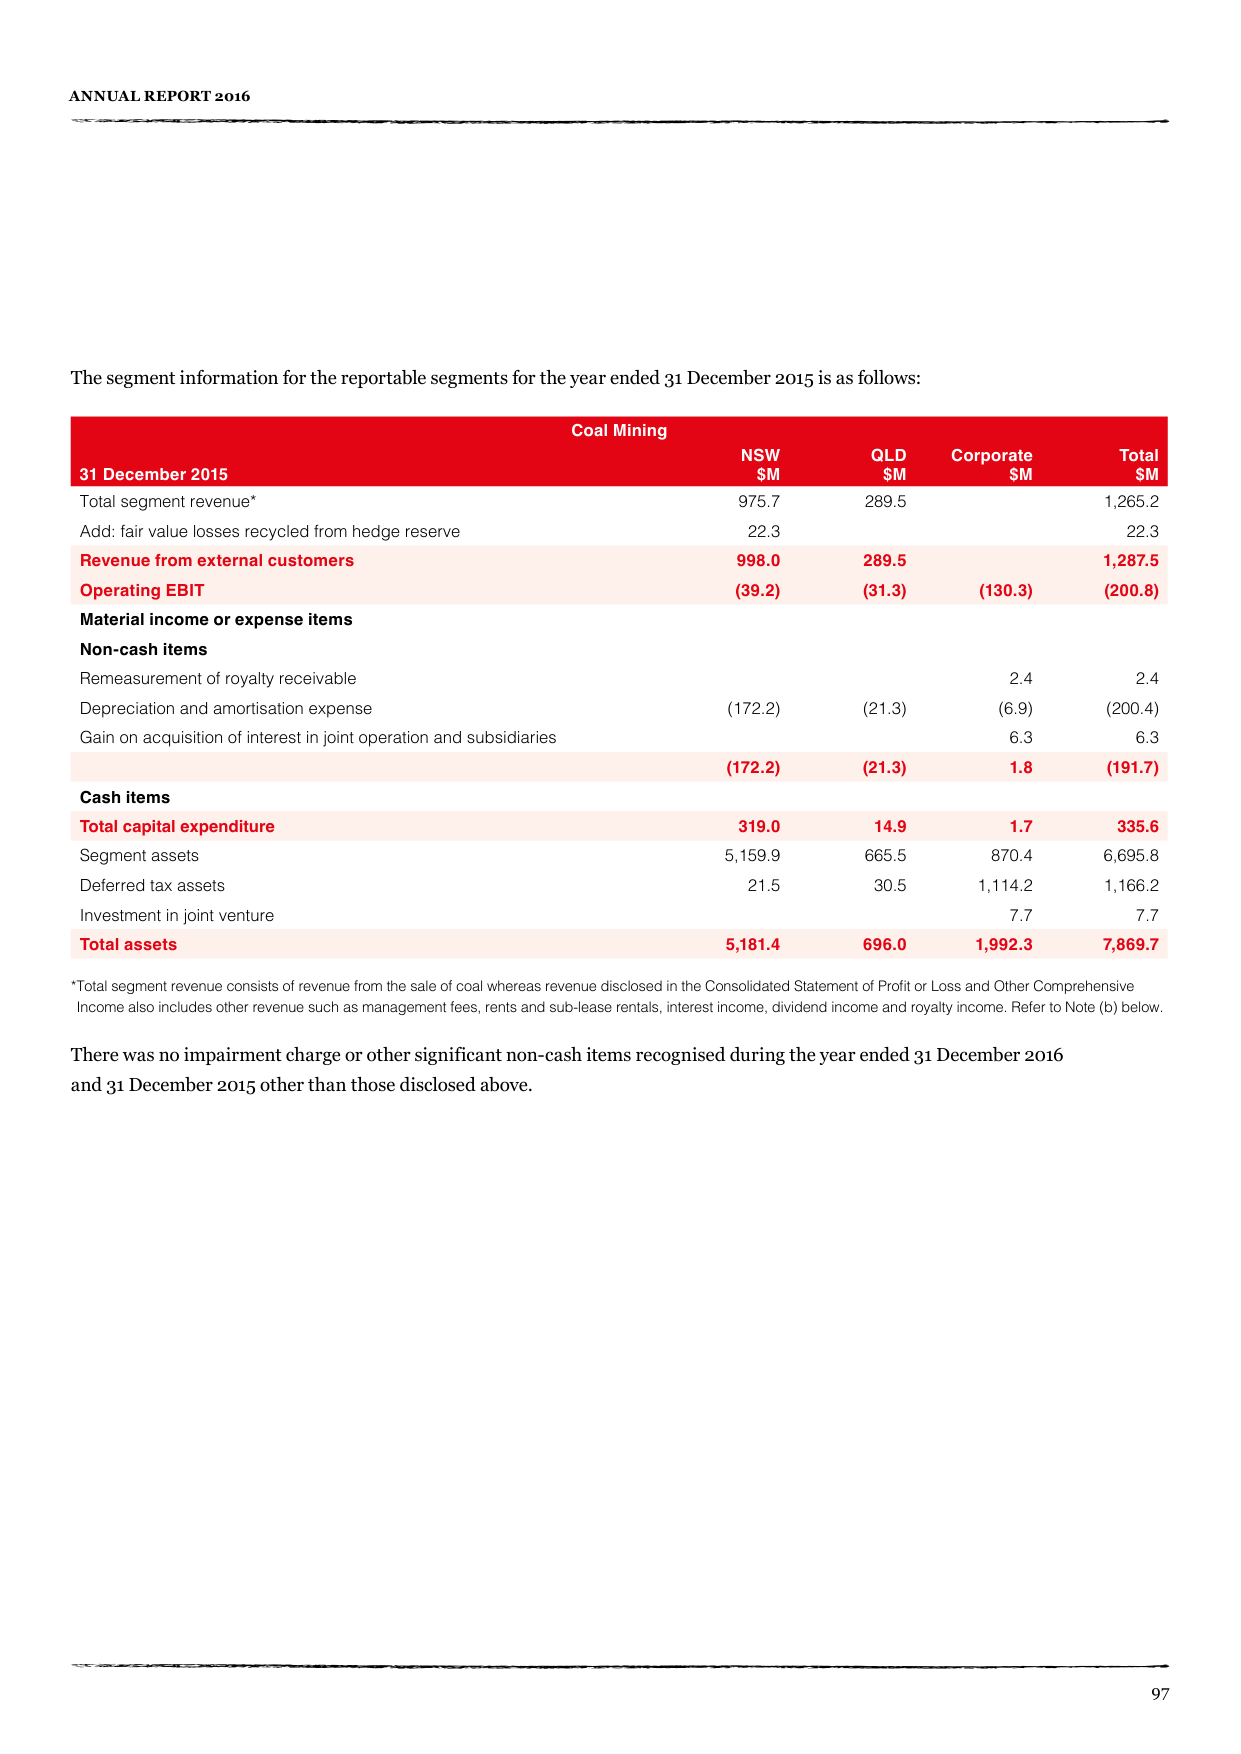 ANNUAL REPORT 2016
The segment information for the reportable segments for the year ended 31 December 2015 is as follows:
Coal Mining
NSW QLD Corporate Total
31 December 2015 $M $M $M $M
Total segment revenue* 975.7 289.5 1,265.2
Add: fair value losses recycled from hedge reserve 22.3 22.3
Revenue from external customers 998.0 289.5 1,287.5
Operating EBIT (39.2) (31.3) (130.3) (200.8)
Material income or expense items
Non-cash items
Remeasurement of royalty receivable 2.4 2.4
Depreciation and amortisation expense (172.2) (21.3) (6.9) (200.4)
Gain on acquisition of interest in joint operation and subsidiaries 6.3 6.3
(172.2) (21.3) 1.8 (191.7)
Cash items
Total capital expenditure 319.0 14.9 1.7 335.6
Segment assets 5,159.9 665.5 870.4 6,695.8
Deferred tax assets 21.5 30.5 1,114.2 1,166.2
Investment in joint venture 7.7 7.7
Total assets 5,181.4 696.0 1,992.3 7,869.7
*Total segment revenue consists of revenue from the sale of coal whereas revenue disclosed in the Consolidated Statement of Profit or Loss and Other Comprehensive
Income also includes other revenue such as management fees, rents and sub-lease rentals, interest income, dividend income and royalty income. Refer to Note (b) below.
There was no impairment charge or other significant non-cash items recognised during the year ended 31 December 2016
and 31 December 2015 other than those disclosed above.
97